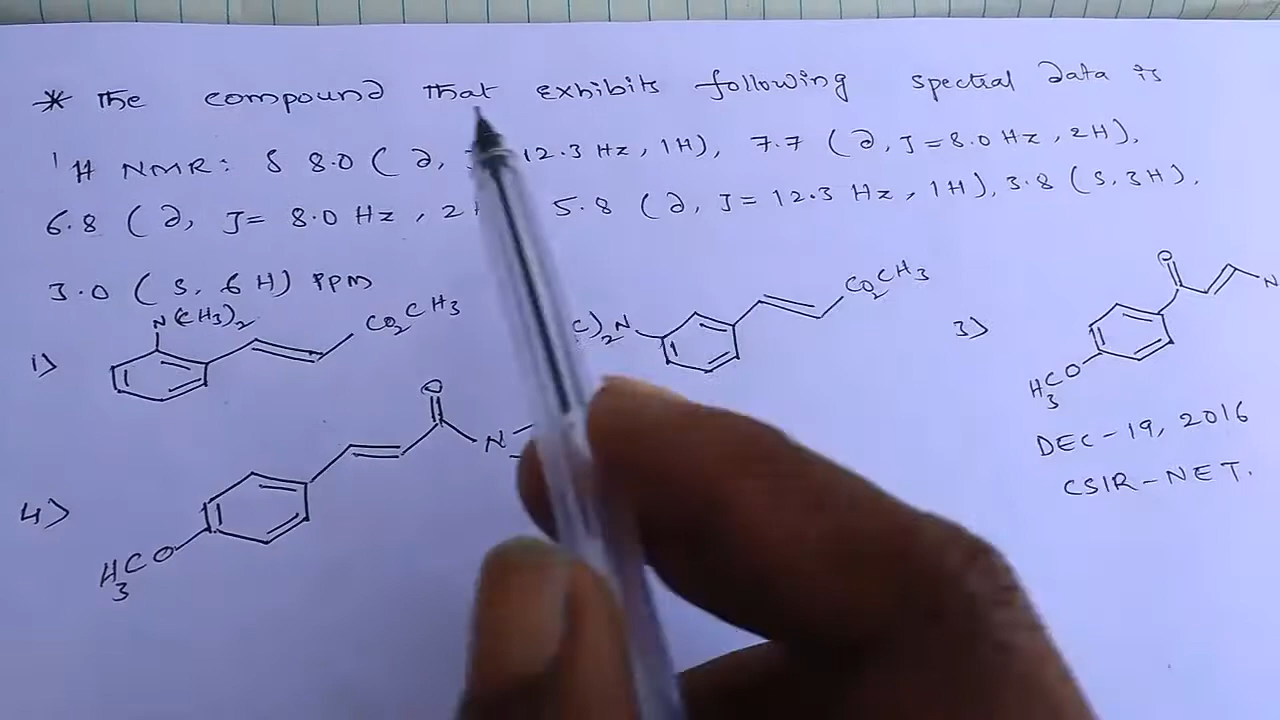 * The compound that exhibits following spectral data is
¹H NMR: δ 8.0 (d, 12.3 Hz, 1H), 7.7 (d, J=8.0 Hz, 2H),
6.8 (d, J= 8.0 Hz, 2 5.8 (d, J= 12.3 Hz, 1H), 3.8 (s, 3H),
3.0 (s, 6H) PPM
1) N(CH3)2 CO2CH3
C)2N CO2CH3
3) O N
H3CO
4) O N
H3CO
DEC-19, 2016
CSIR-NET.